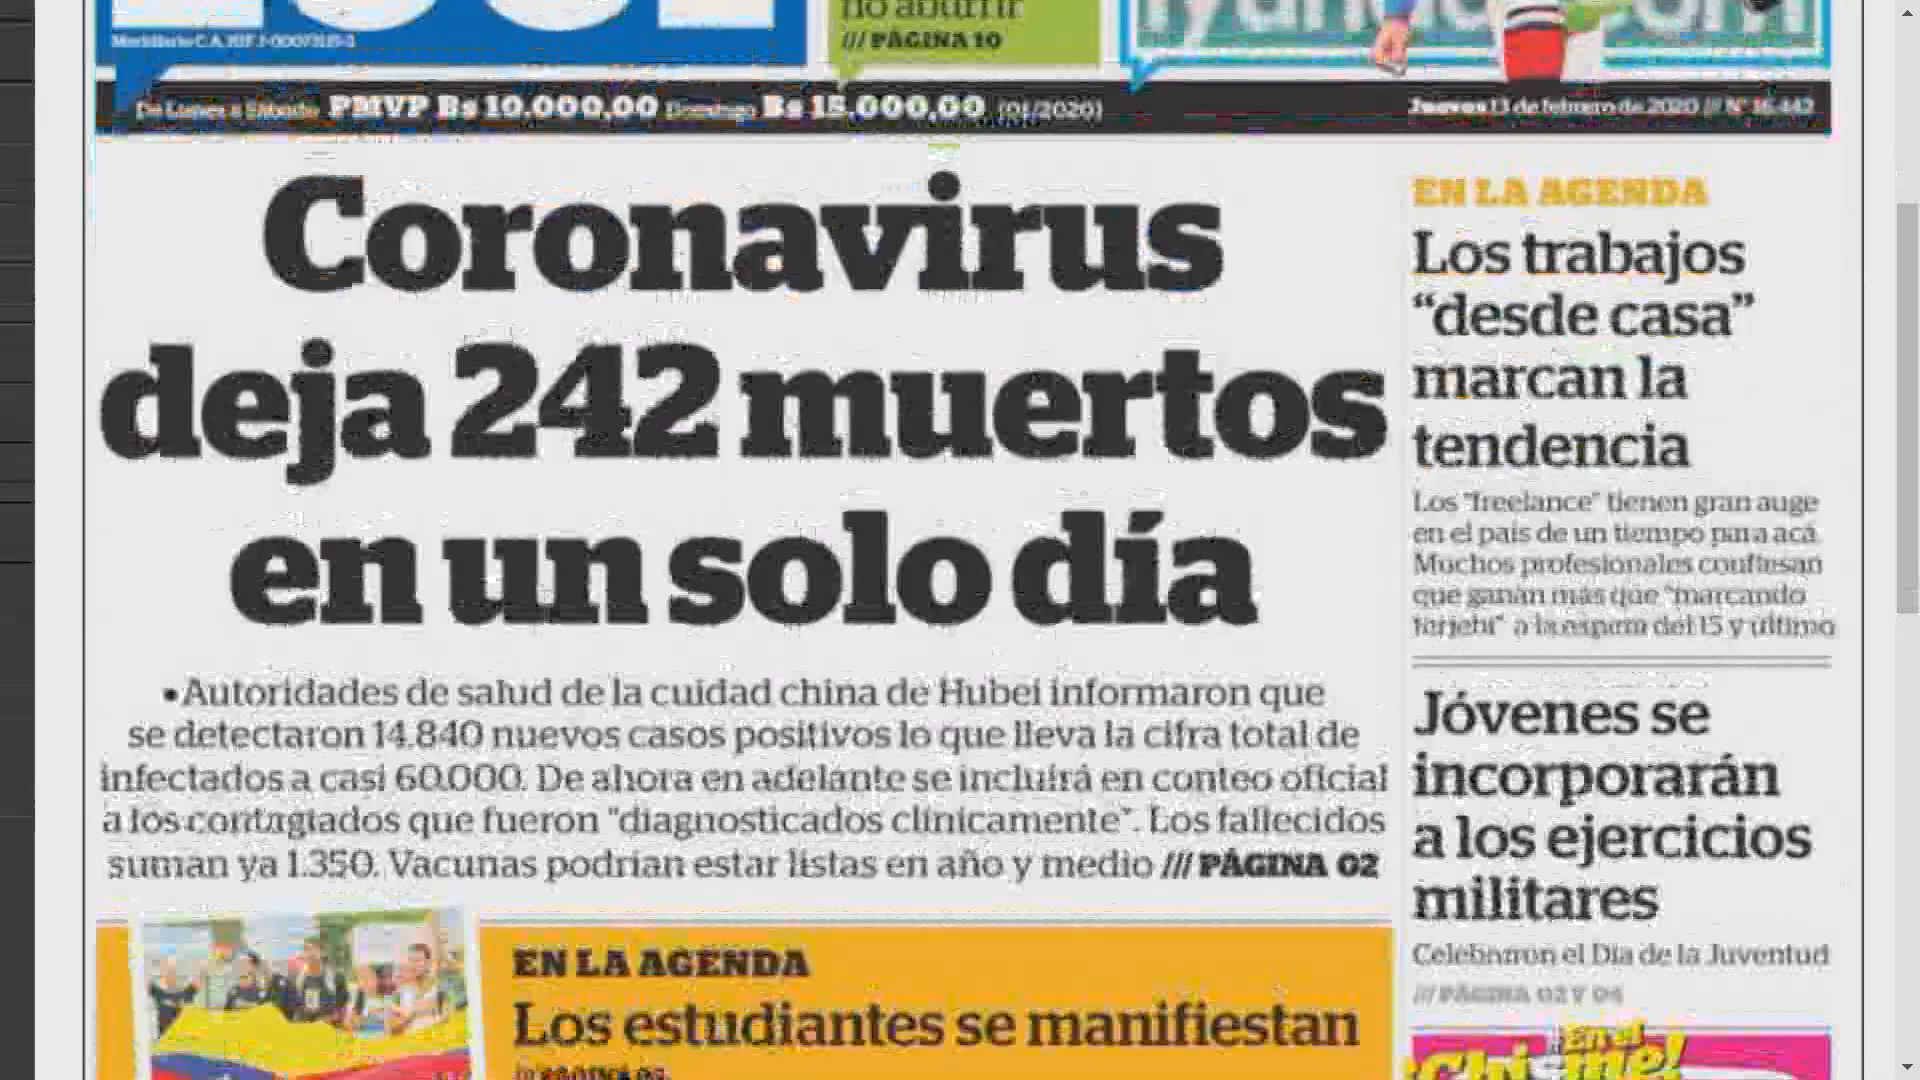 no aburrir
/// PÁGINA 10
De Lunes a Sábado PMVP Bs 10.000,00 Domingo Bs 15.000,00 (01/2020)
Jueves 13 de febrero de 2020 /// N° 16.442
Coronavirus
deja 242 muertos
en un solo día
•Autoridades de salud de la cuidad china de Hubei informaron que
se detectaron 14.840 nuevos casos positivos lo que lleva la cifra total de
infectados a casi 60.000. De ahora en adelante se incluirá en conteo oficial
a los contagiados que fueron "diagnosticados clínicamente". Los fallecidos
suman ya 1.350. Vacunas podrían estar listas en año y medio /// PÁGINA 02
EN LA AGENDA
Los trabajos
“desde casa”
marcan la
tendencia
Los "freelance" tienen gran auge
en el país de un tiempo para acá.
Muchos profesionales confiesan
que ganan más que "marcando
tarjeta" a la espera del 15 y último
Jóvenes se
incorporarán
a los ejercicios
militares
Celebraron el Día de la Juventud
/// PÁGINA 02 Y 04
EN LA AGENDA
Los estudiantes se manifiestan
En el
¡Chisme!